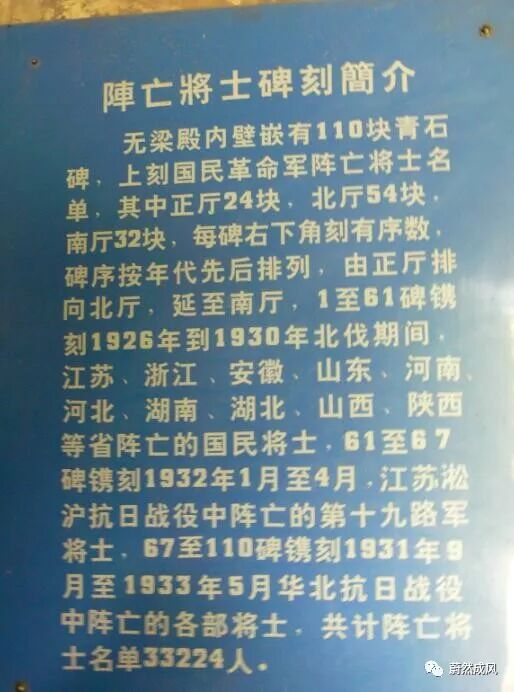 陣亡將士碑刻簡介
无梁殿内壁嵌有110块青石
碑，上刻国民革命军阵亡将士名
单，其中正厅24块，北厅54块，
南厅32块，每碑右下角刻有序数，
碑序按年代先后排列，由正厅排
向北厅，延至南厅，1至61碑镌
刻1926年到1930年北伐期间，
江苏、浙江、安徽、山东、河南、
河北、湖南、湖北、山西、陕西
等省阵亡的国民将士，61至67
碑镌刻1932年1月至4月，江苏淞
沪抗日战役中阵亡的第十九路军
将士，67至110碑镌刻1931年9
月至1933年5月华北抗日战役
中阵亡的各部将士，共计阵亡将
士名单33224人。
蔚然成风